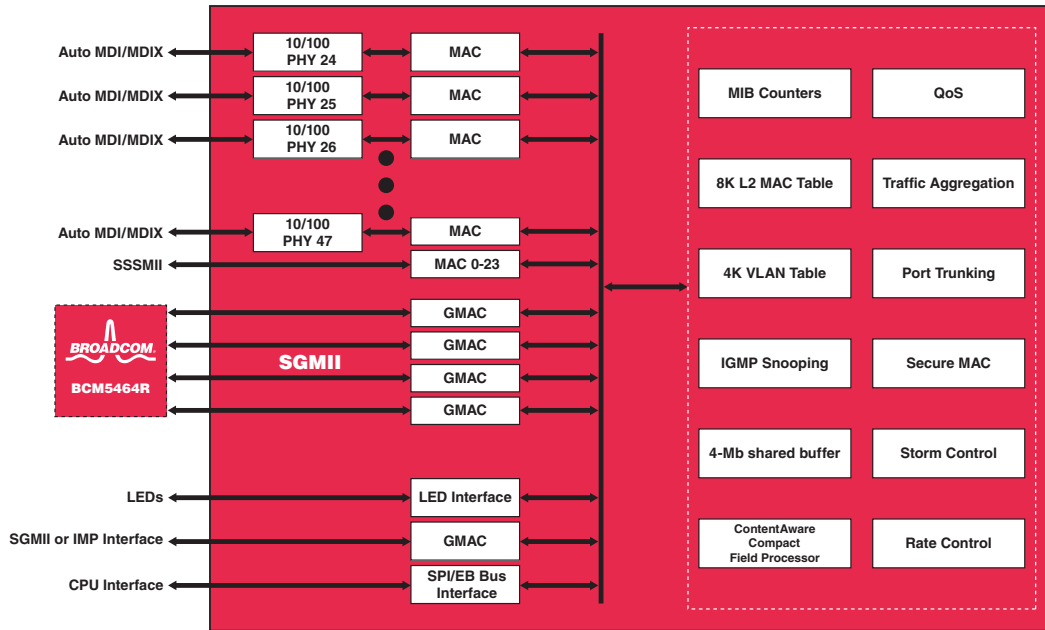 Auto MDI/MDIX
10/100
PHY 24
MAC
Auto MDI/MDIX
10/100
PHY 25
MAC
Auto MDI/MDIX
10/100
PHY 26
MAC
Auto MDI/MDIX
10/100
PHY 47
MAC
SSSMII
MAC 0-23
BROADCOM.
BCM5464R
SGMII
GMAC
GMAC
GMAC
GMAC
LEDs
LED Interface
SGMII or IMP Interface
GMAC
CPU Interface
SPI/EB Bus
Interface
MIB Counters
QoS
8K L2 MAC Table
Traffic Aggregation
4K VLAN Table
Port Trunking
IGMP Snooping
Secure MAC
4-Mb shared buffer
Storm Control
ContentAware
Compact
Field Processor
Rate Control